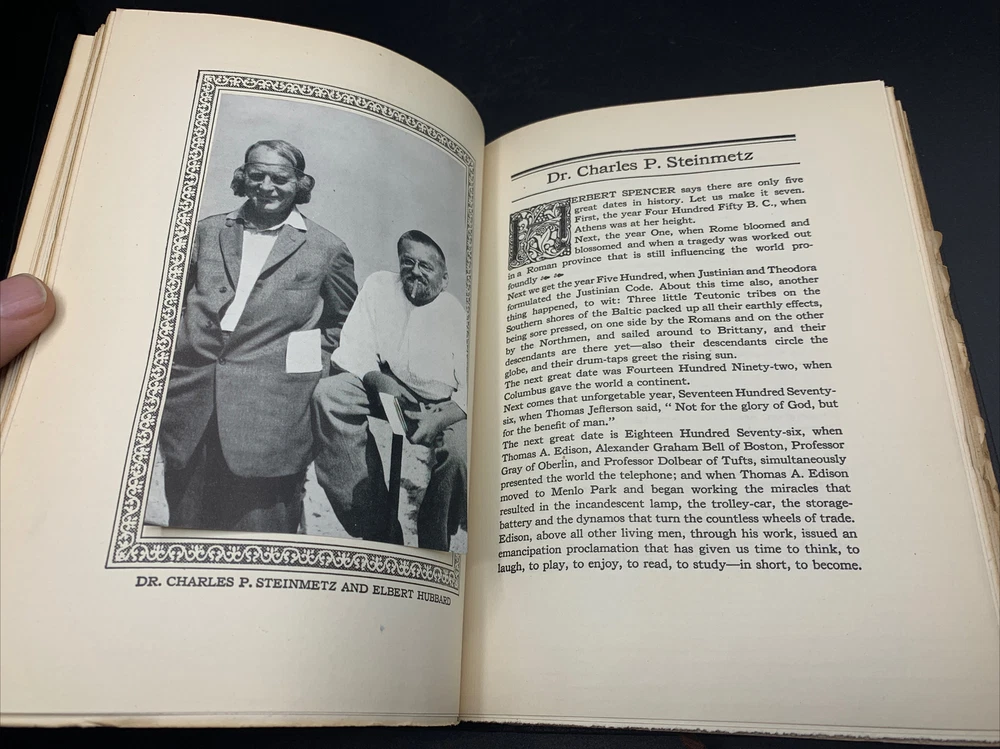 DR. CHARLES P. STEINMETZ AND ELBERT HUBBARD
Dr. Charles P. Steinmetz
HERBERT SPENCER says there are only five
great dates in history. Let us make it seven.
First, the year Four Hundred Fifty B. C., when
Athens was at her height.
Next, the year One, when Rome bloomed and
blossomed and when a tragedy was worked out
in a Roman province that is still influencing the world pro-
foundly
Next we get the year Five Hundred, when Justinian and Theodora
formulated the Justinian Code. About this time also, another
thing happened, to wit: Three little Teutonic tribes on the
Southern shores of the Baltic packed up all their earthly effects,
being sore pressed, on one side by the Romans and on the other
by the Northmen, and sailed around to Brittany, and their
descendants are there yet—also their descendants circle the
globe, and their drum-taps greet the rising sun.
The next great date was Fourteen Hundred Ninety-two, when
Columbus gave the world a continent.
Next comes that unforgetable year, Seventeen Hundred Seventy-
six, when Thomas Jefferson said, " Not for the glory of God, but
for the benefit of man."
The next great date is Eighteen Hundred Seventy-six, when
Thomas A. Edison, Alexander Graham Bell of Boston, Professor
Gray of Oberlin, and Professor Dolbear of Tufts, simultaneously
presented the world the telephone; and when Thomas A. Edison
moved to Menlo Park and began working the miracles that
resulted in the incandescent lamp, the trolley-car, the storage-
battery and the dynamos that turn the countless wheels of trade.
Edison, above all other living men, through his work, issued an
emancipation proclamation that has given us time to think, to
laugh, to play, to enjoy, to read, to study—in short, to become.